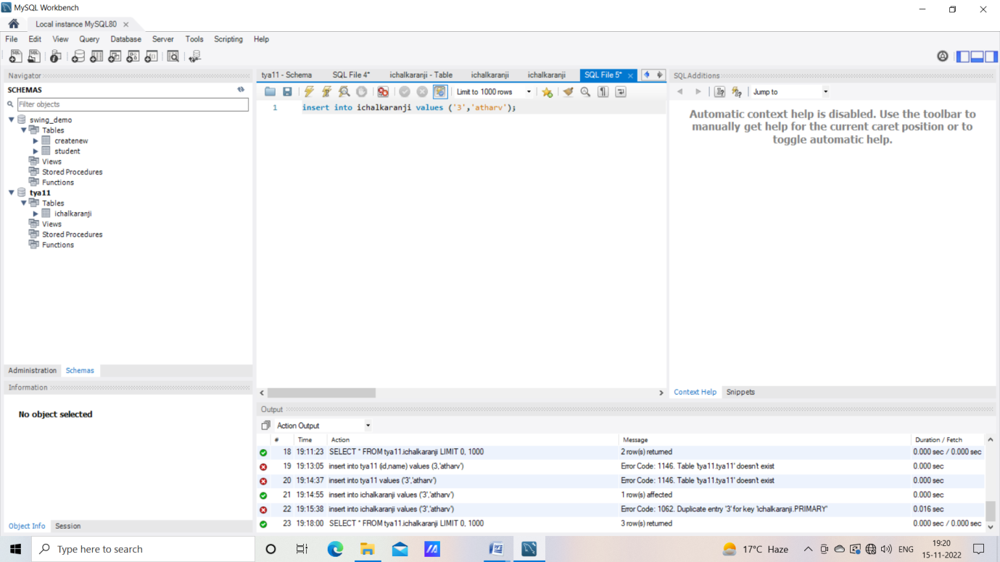 MySQL Workbench
Local instance MySQL80
File Edit View Query Database Server Tools Scripting Help
Navigator
SCHEMAS
Filter objects
swing_demo
Tables
createnew
student
Views
Stored Procedures
Functions
tya11
Tables
ichalkaranji
Views
Stored Procedures
Functions
Administration Schemas
Information
No object selected
Object Info Session
tya11 - Schema SQL File 4* ichalkaranji - Table ichalkaranji ichalkaranji SQL File 5*
Limit to 1000 rows
1 insert into ichalkaranji values ('3','atharv');
SQLAdditions
Jump to
Automatic context help is disabled. Use the toolbar to
manually get help for the current caret position or to
toggle automatic help.
Context Help Snippets
Output
Action Output
# Time Action Message Duration / Fetch
18 19:11:23 SELECT * FROM tya11.ichalkaranji LIMIT 0, 1000 2 row(s) returned 0.000 sec / 0.000 sec
19 19:13:05 insert into tya11 (id,name) values (3,'atharv') Error Code: 1146. Table 'tya11.tya11' doesn't exist 0.000 sec
20 19:14:37 insert into tya11 values ('3','atharv') Error Code: 1146. Table 'tya11.tya11' doesn't exist 0.000 sec
21 19:14:55 insert into ichalkaranji values ('3','atharv') 1 row(s) affected 0.000 sec
22 19:15:38 insert into ichalkaranji values ('3','atharv') Error Code: 1062. Duplicate entry '3' for key 'ichalkaranji.PRIMARY' 0.016 sec
23 19:18:00 SELECT * FROM tya11.ichalkaranji LIMIT 0, 1000 3 row(s) returned 0.000 sec / 0.000 sec
Type here to search
17°C Haze
ENG
19:20
15-11-2022